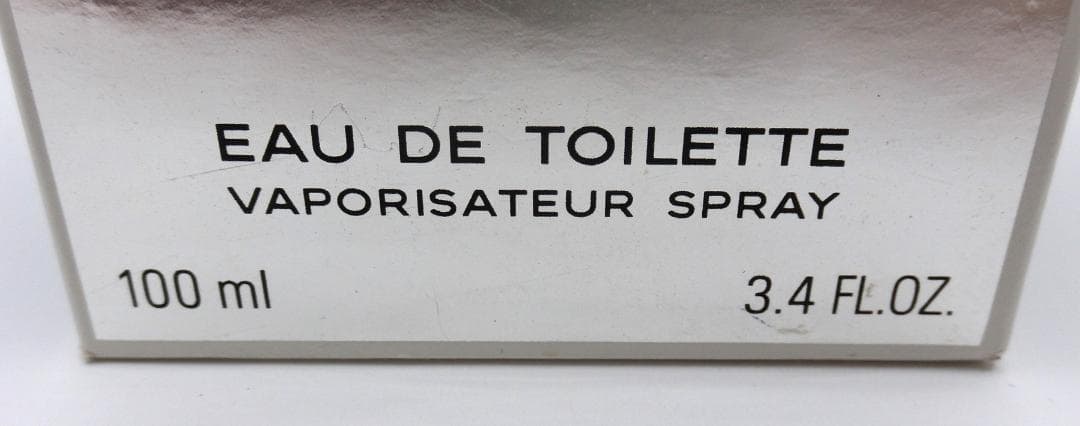 EAU DE TOILETTE
VAPORISATEUR SPRAY
100 ml 3.4 FL.OZ.